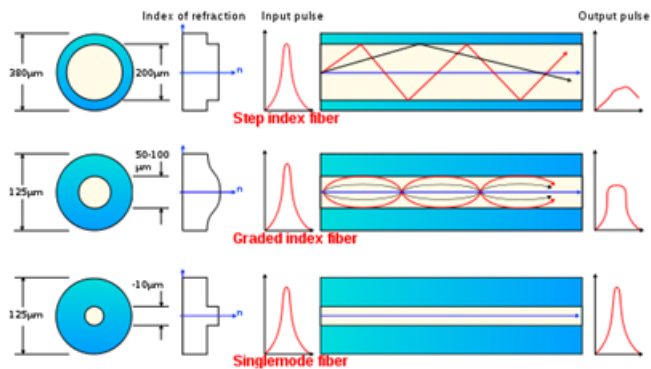 Index of refraction Input pulse Output pulse
380µm 200µm n
Step index fiber
50-100
µm
125µm n
Graded index fiber
-10µm
125µm n
Singlemode fiber